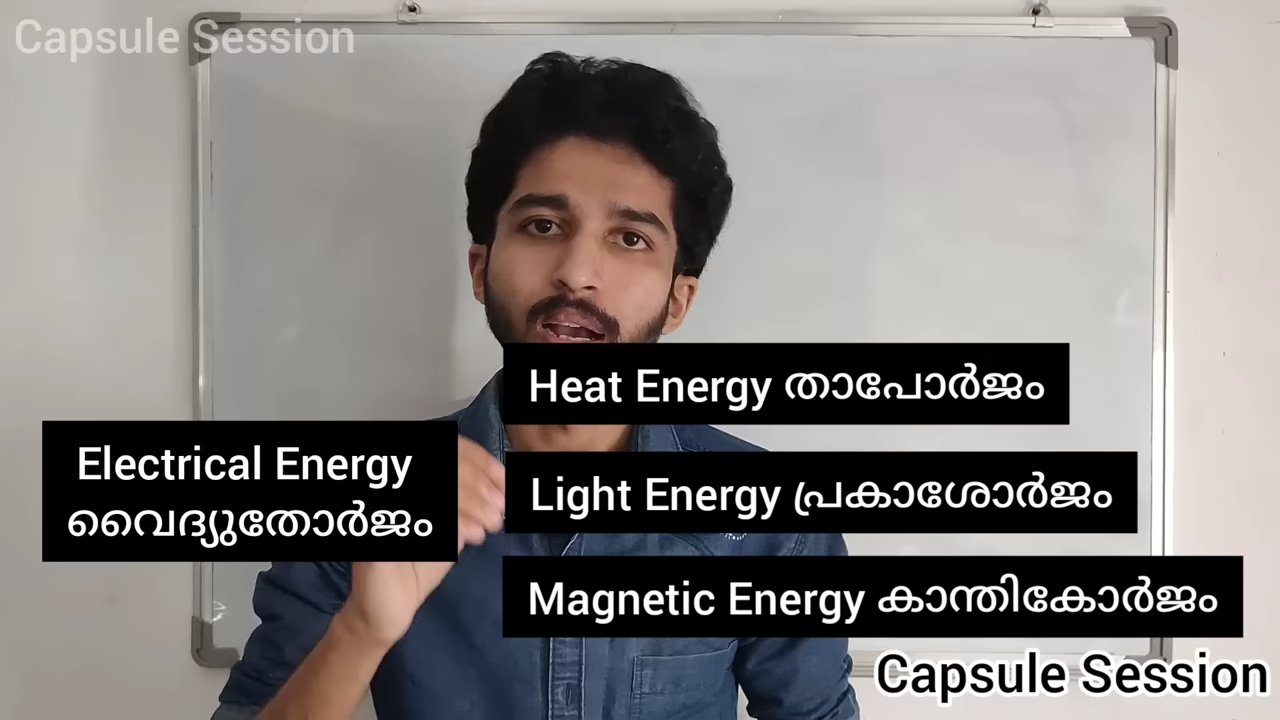 Capsule Session
Heat Energy താപോർജം
Electrical Energy
വൈദ്യുതോർജം
Light Energy പ്രകാശോർജം
Magnetic Energy കാന്തികോർജം
Capsule Session